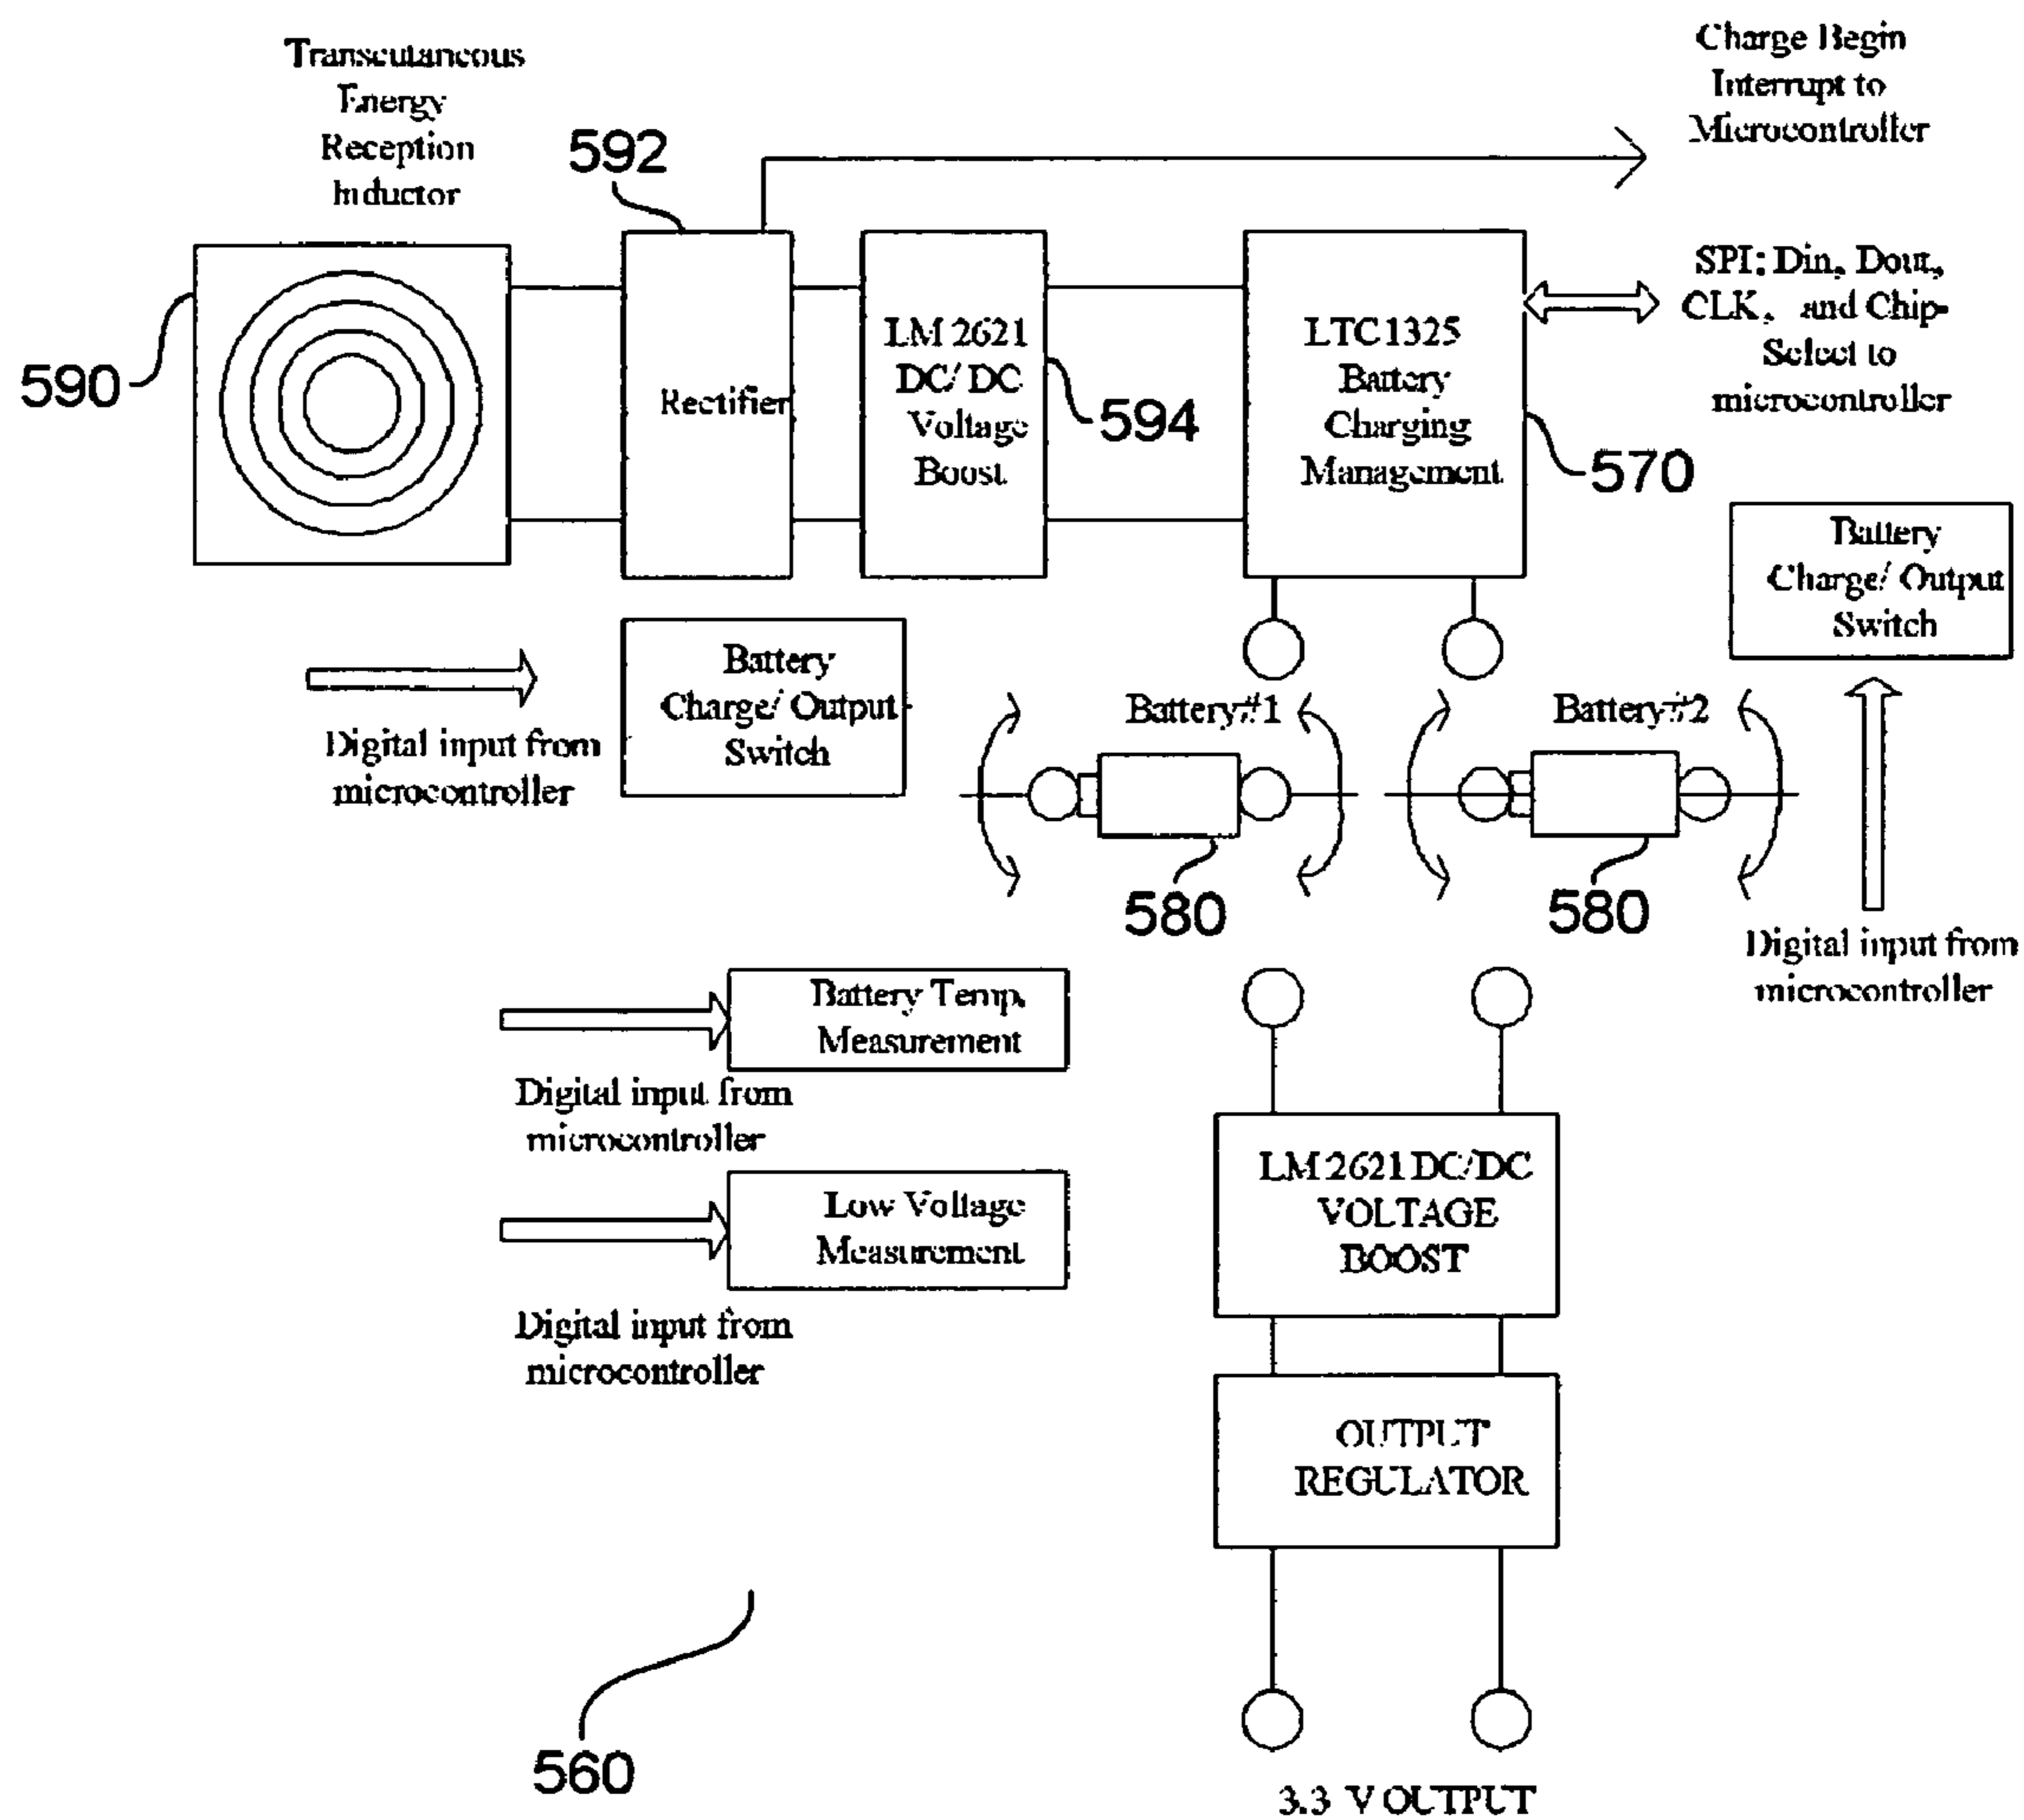 Transcutaneous
Energy
Reception
Inductor
592
Charge Begin
Interrupt to
Microcontroller
590
Rectifier
LM 2621
DC/ DC
Voltage
Boost
594
LTC1325
Battery
Charging
Management
570
SPI: Din, Dout,
CLK, and Chip-
Select to
microcontroller
Battery
Charge/ Output
Switch
Digital input from
microcontroller
Battery
Charge/ Output
Switch
Battery#1
580
Battery#2
580
Digital input from
microcontroller
Battery Temp.
Measurement
Digital input from
microcontroller
Low Voltage
Measurement
Digital input from
microcontroller
LM 2621 DC/DC
VOLTAGE
BOOST
OUTPUT
REGULATOR
560
3.3 V OUTPUT